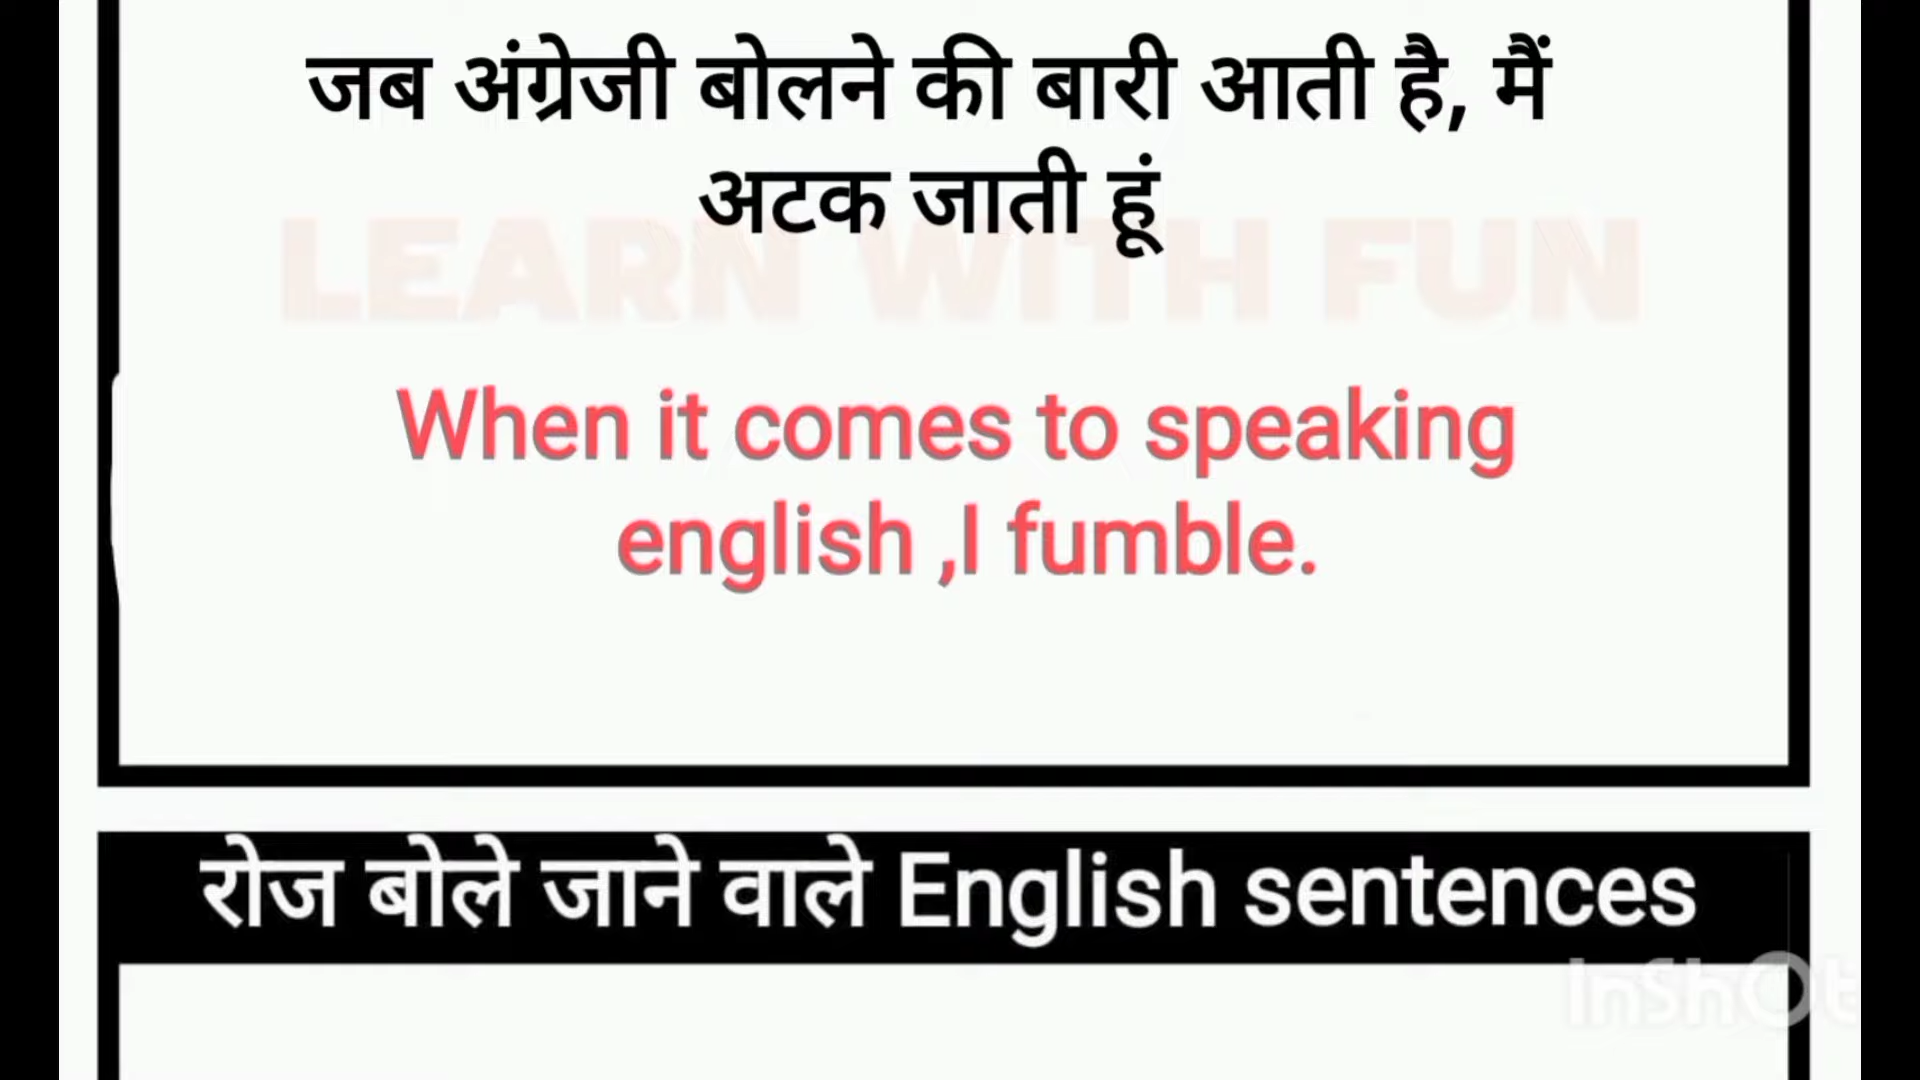 जब अंग्रेजी बोलने की बारी आती है, मैं
अटक जाती हूं
LEARN WITH FUN
When it comes to speaking
english ,I fumble.
रोज बोले जाने वाले English sentences
InShOt